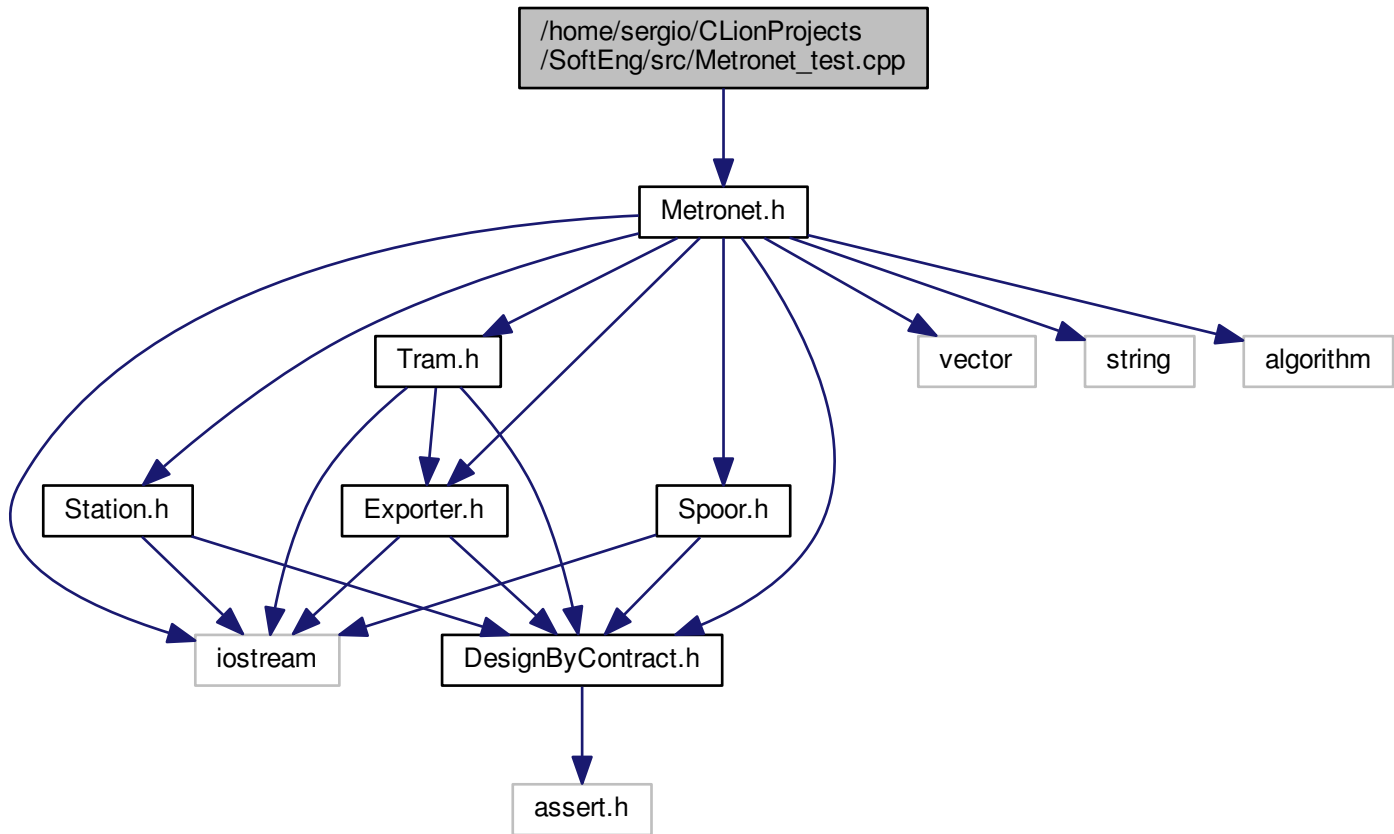 /home/sergio/CLionProjects
/SoftEng/src/Metronet_test.cpp
Metronet.h
Tram.h
vector
string
algorithm
Station.h
Exporter.h
Spoor.h
iostream
DesignByContract.h
assert.h